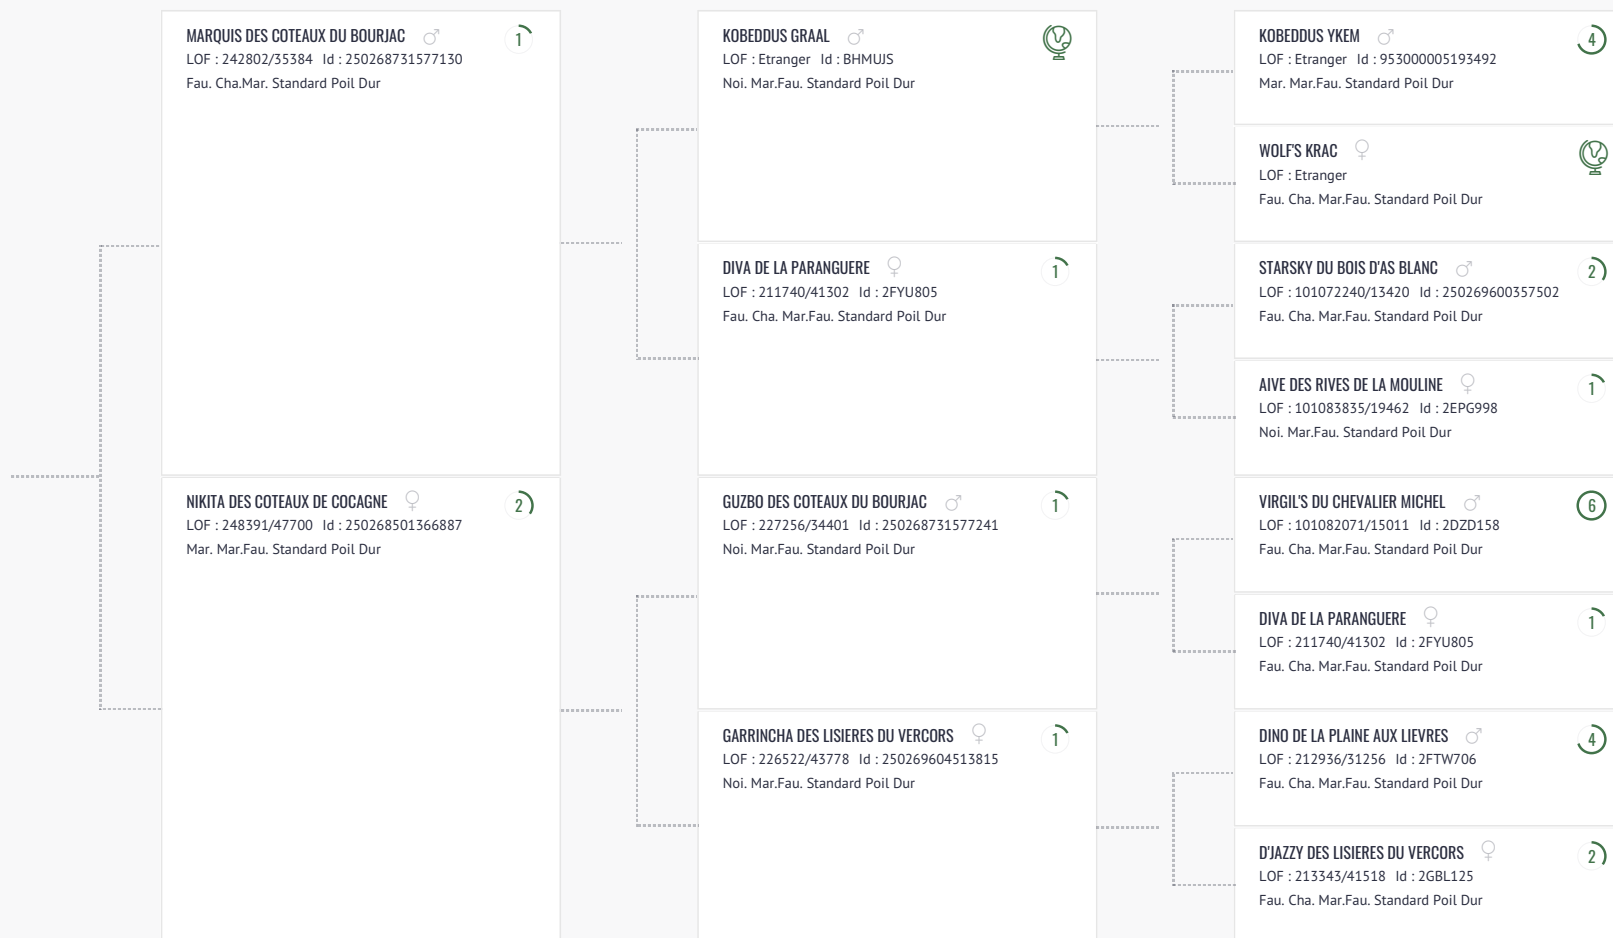 MARQUIS DES COTEAUX DU BOURJAC ♂ 1
LOF : 242802/35384 Id : 250268731577130
Fau. Cha.Mar. Standard Poil Dur
NIKITA DES COTEAUX DE COCAGNE ♀ 2
LOF : 248391/47700 Id : 250268501366887
Mar. Mar.Fau. Standard Poil Dur
KOBEDDUS GRAAL ♂
LOF : Etranger Id : BHMUJS
Noi. Mar.Fau. Standard Poil Dur
DIVA DE LA PARANGUERE ♀ 1
LOF : 211740/41302 Id : 2FYU805
Fau. Cha. Mar.Fau. Standard Poil Dur
GUZBO DES COTEAUX DU BOURJAC ♂ 1
LOF : 227256/34401 Id : 250268731577241
Noi. Mar.Fau. Standard Poil Dur
GARRINCHA DES LISIERES DU VERCORS ♀ 1
LOF : 226522/43778 Id : 250269604513815
Noi. Mar.Fau. Standard Poil Dur
KOBEDDUS YKEM ♂ 4
LOF : Etranger Id : 953000005193492
Mar. Mar.Fau. Standard Poil Dur
WOLF'S KRAC ♀
LOF : Etranger
Fau. Cha. Mar.Fau. Standard Poil Dur
STARSKY DU BOIS D'AS BLANC ♂ 2
LOF : 101072240/13420 Id : 250269600357502
Fau. Cha. Mar.Fau. Standard Poil Dur
AIVE DES RIVES DE LA MOULINE ♀ 1
LOF : 101083835/19462 Id : 2EPG998
Noi. Mar.Fau. Standard Poil Dur
VIRGIL'S DU CHEVALIER MICHEL ♂ 6
LOF : 101082071/15011 Id : 2DZD158
Fau. Cha. Mar.Fau. Standard Poil Dur
DIVA DE LA PARANGUERE ♀ 1
LOF : 211740/41302 Id : 2FYU805
Fau. Cha. Mar.Fau. Standard Poil Dur
DINO DE LA PLAINE AUX LIEVRES ♂ 4
LOF : 212936/31256 Id : 2FTW706
Fau. Cha. Mar.Fau. Standard Poil Dur
D'JAZZY DES LISIERES DU VERCORS ♀ 2
LOF : 213343/41518 Id : 2GBL125
Fau. Cha. Mar.Fau. Standard Poil Dur